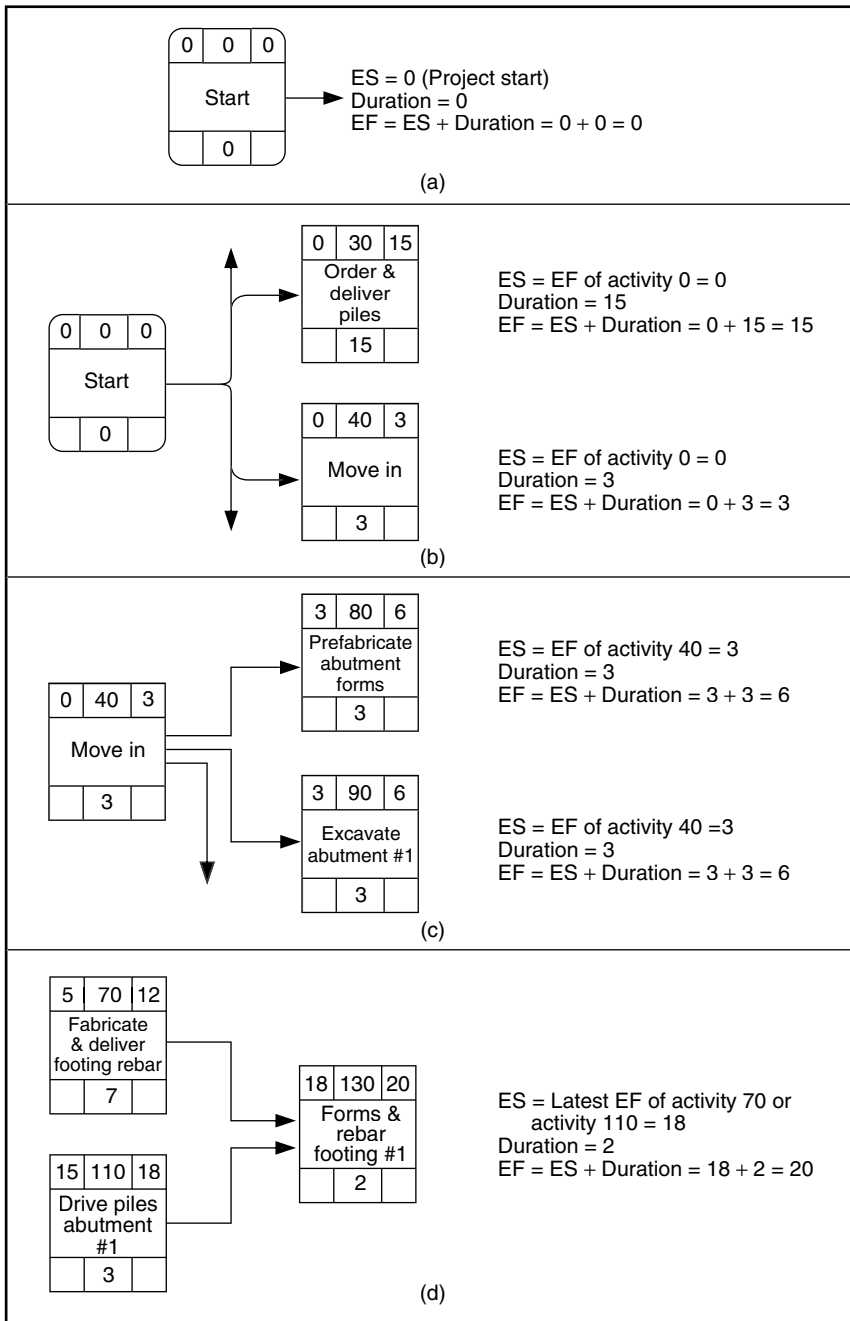 0 0 0
Start
0
ES = 0 (Project start)
Duration = 0
EF = ES + Duration = 0 + 0 = 0
(a)
0 0 0
Start
0
0 30 15
Order &
deliver
piles
15
ES = EF of activity 0 = 0
Duration = 15
EF = ES + Duration = 0 + 15 = 15
0 40 3
Move in
3
ES = EF of activity 0 = 0
Duration = 3
EF = ES + Duration = 0 + 3 = 3
(b)
0 40 3
Move in
3
3 80 6
Prefabricate
abutment
forms
3
ES = EF of activity 40 = 3
Duration = 3
EF = ES + Duration = 3 + 3 = 6
3 90 6
Excavate
abutment #1
3
ES = EF of activity 40 =3
Duration = 3
EF = ES + Duration = 3 + 3 = 6
(c)
5 70 12
Fabricate
& deliver
footing rebar
7
15 110 18
Drive piles
abutment
#1
3
18 130 20
Forms &
rebar
footing #1
2
ES = Latest EF of activity 70 or
activity 110 = 18
Duration = 2
EF = ES + Duration = 18 + 2 = 20
(d)